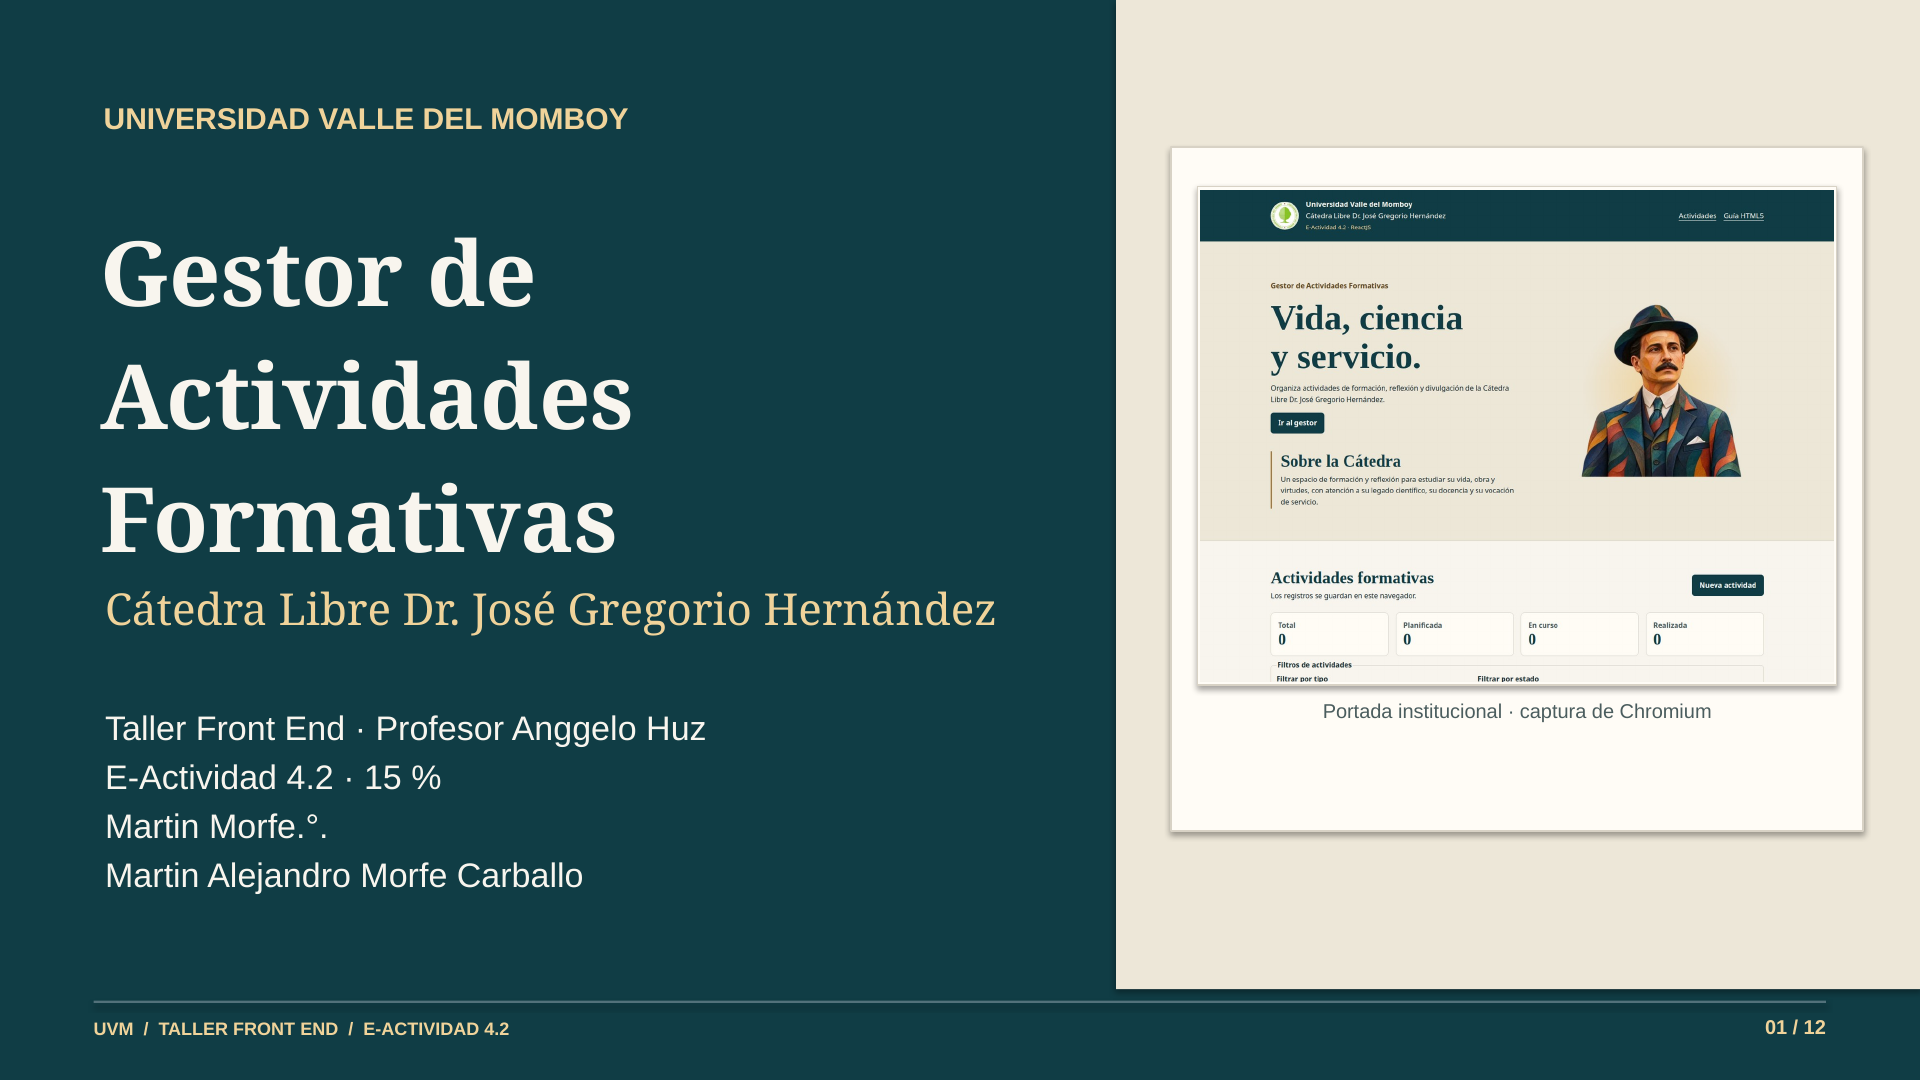 UNIVERSIDAD VALLE DEL MOMBOY
Gestor de
Actividades
Formativas
Cátedra Libre Dr. José Gregorio Hernández
Taller Front End · Profesor Anggelo Huz
E-Actividad 4.2 · 15 %
Martin Morfe.°.
Martin Alejandro Morfe Carballo
Universidad Valle del Momboy
Cátedra Libre Dr. José Gregorio Hernández
E-Actividad 4.2 · ReactJS
Actividades Guía HTML5
Gestor de Actividades Formativas
Vida, ciencia
y servicio.
Organiza actividades de formación, reflexión y divulgación de la Cátedra
Libre Dr. José Gregorio Hernández.
Ir al gestor
Sobre la Cátedra
Un espacio de formación y reflexión para estudiar su vida, obra y
virtudes, con atención a su legado científico, su docencia y su vocación
de servicio.
Actividades formativas
Los registros se guardan en este navegador.
Nueva actividad
Total Planificada En curso Realizada
0 0 0 0
Filtros de actividades
Filtrar por tipo Filtrar por estado
Portada institucional · captura de Chromium
UVM / TALLER FRONT END / E-ACTIVIDAD 4.2
01 / 12